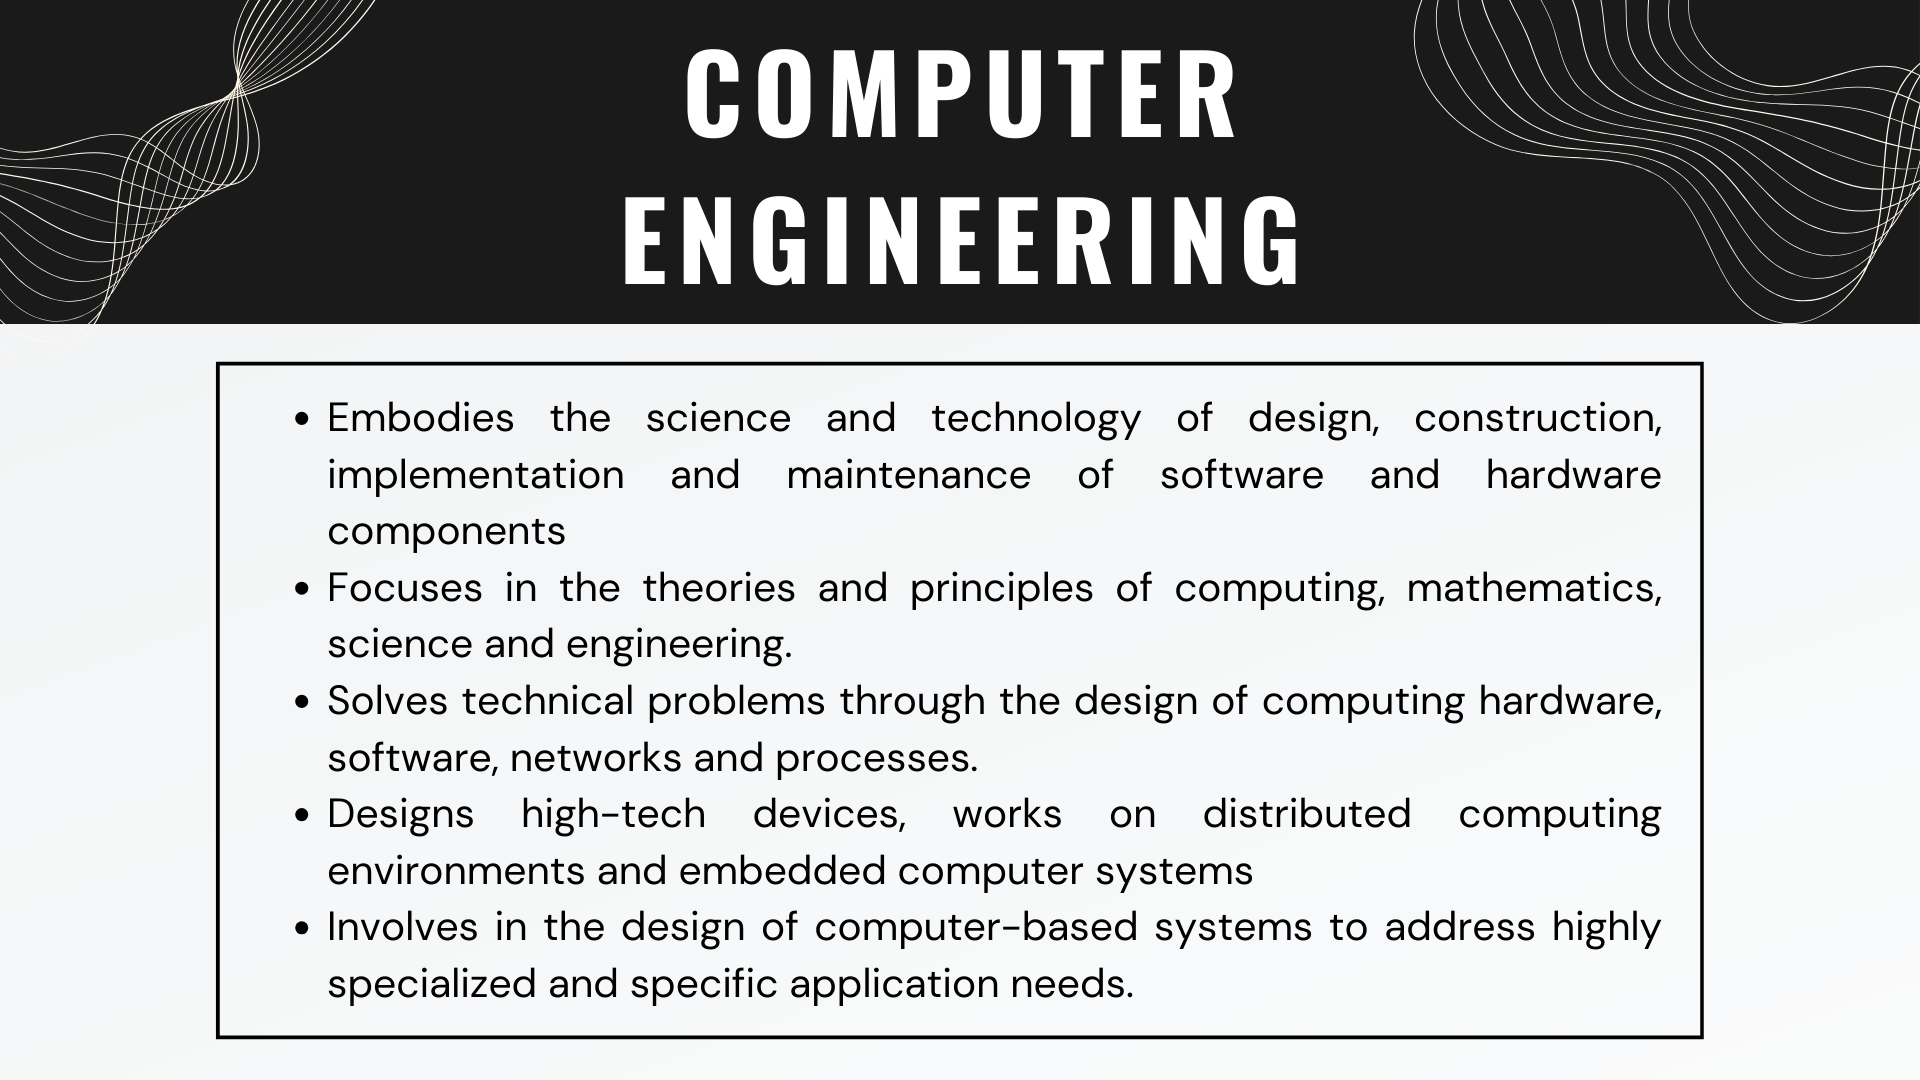 COMPUTER
ENGINEERING
• Embodies the science and technology of design, construction,
implementation and maintenance of software and hardware
components
• Focuses in the theories and principles of computing, mathematics,
science and engineering.
• Solves technical problems through the design of computing hardware,
software, networks and processes.
• Designs high-tech devices, works on distributed computing
environments and embedded computer systems
• Involves in the design of computer-based systems to address highly
specialized and specific application needs.